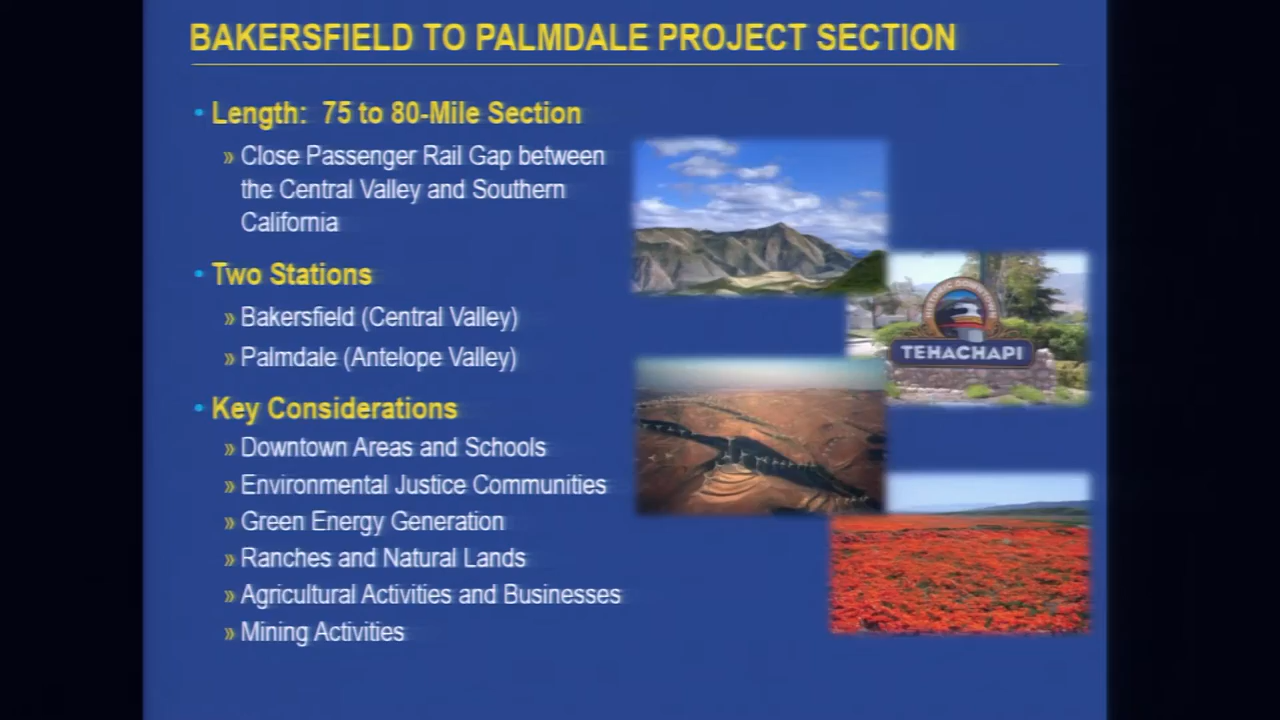 BAKERSFIELD TO PALMDALE PROJECT SECTION
• Length: 75 to 80-Mile Section
» Close Passenger Rail Gap between
the Central Valley and Southern
California
• Two Stations
» Bakersfield (Central Valley)
» Palmdale (Antelope Valley)
• Key Considerations
» Downtown Areas and Schools
» Environmental Justice Communities
» Green Energy Generation
» Ranches and Natural Lands
» Agricultural Activities and Businesses
» Mining Activities
TEHACHAPI